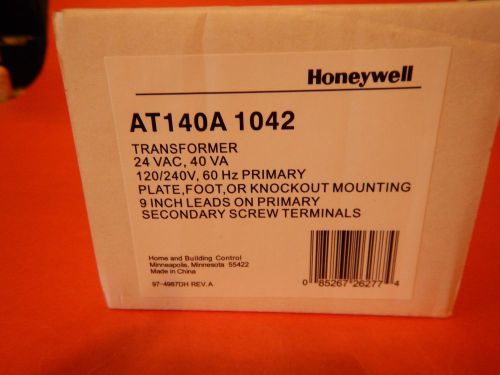 Honeywell
AT140A 1042
TRANSFORMER
24 VAC, 40 VA
120/240V, 60 Hz PRIMARY
PLATE,FOOT,OR KNOCKOUT MOUNTING
9 INCH LEADS ON PRIMARY
SECONDARY SCREW TERMINALS
Home and Building Control
Minneapolis, Minnesota 55422
Made in China
97-4987DH REV.A
0 85267 26277 4